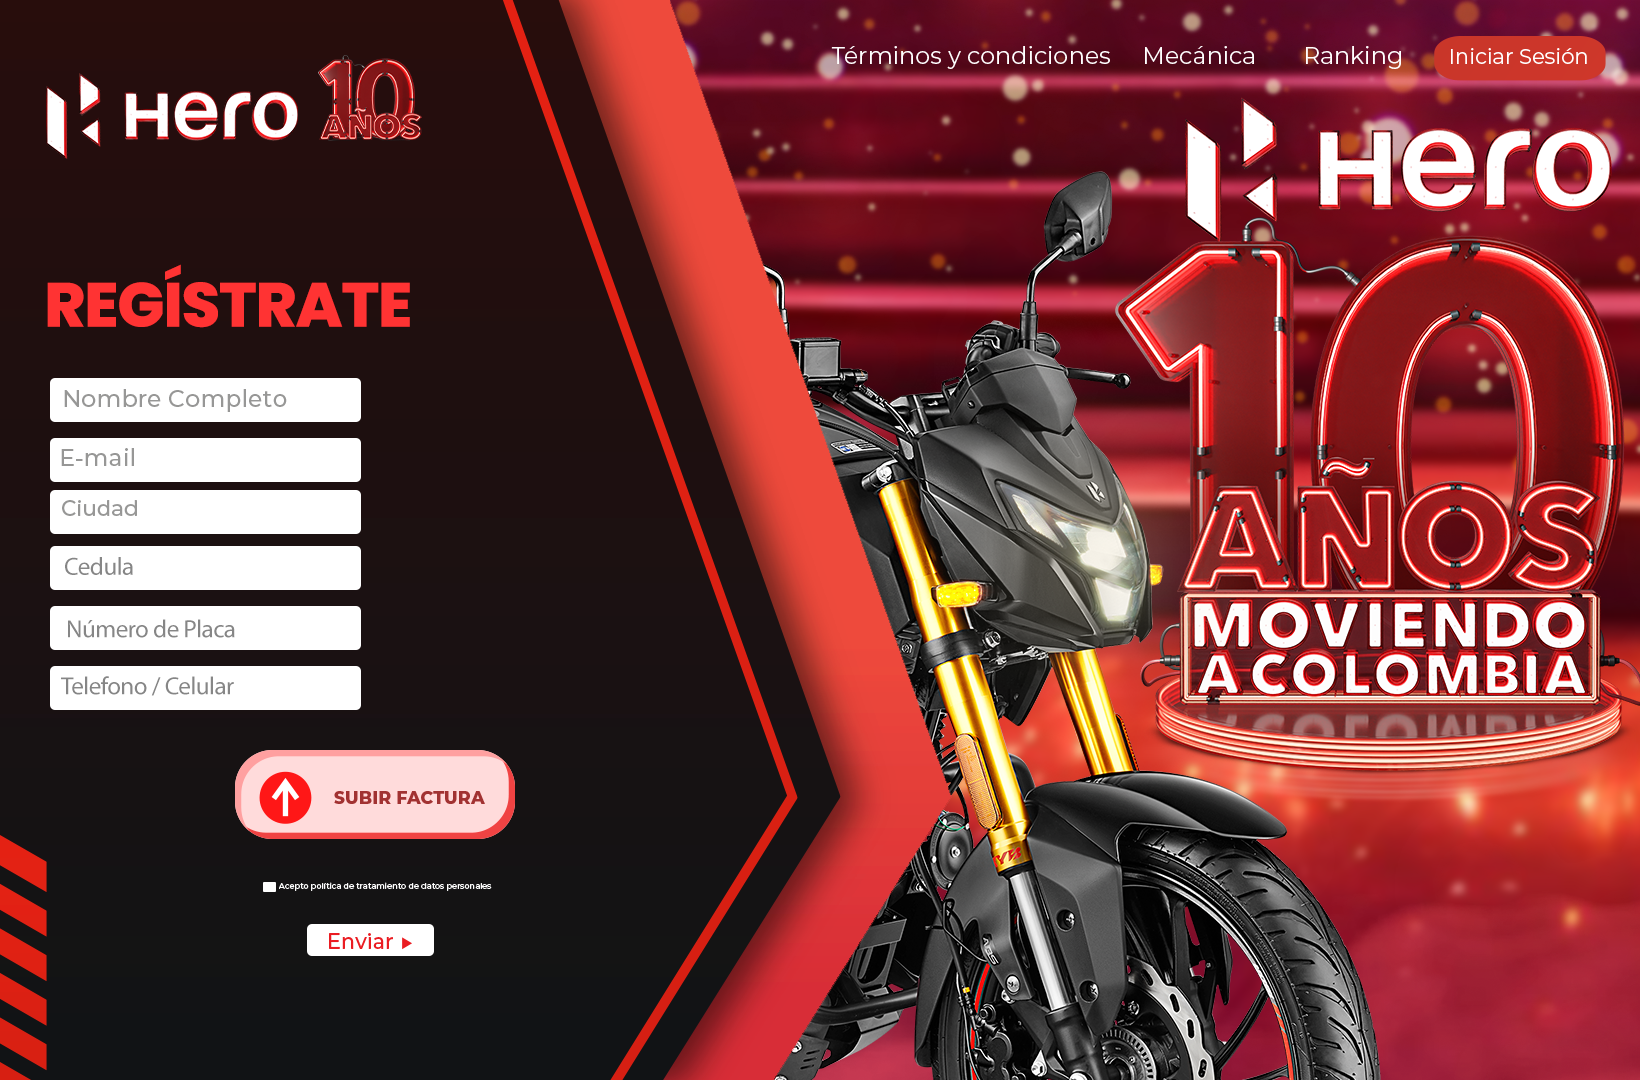 Términos y condiciones
Mecánica
Ranking
Iniciar Sesión
Hero
10
AÑOS
REGÍSTRATE
Nombre Completo
E-mail
Ciudad
Cedula
Número de Placa
Telefono / Celular
SUBIR FACTURA
Acepto política de tratamiento de datos personales
Enviar
Hero
10
AÑOS
MOVIENDO
A COLOMBIA
ABS